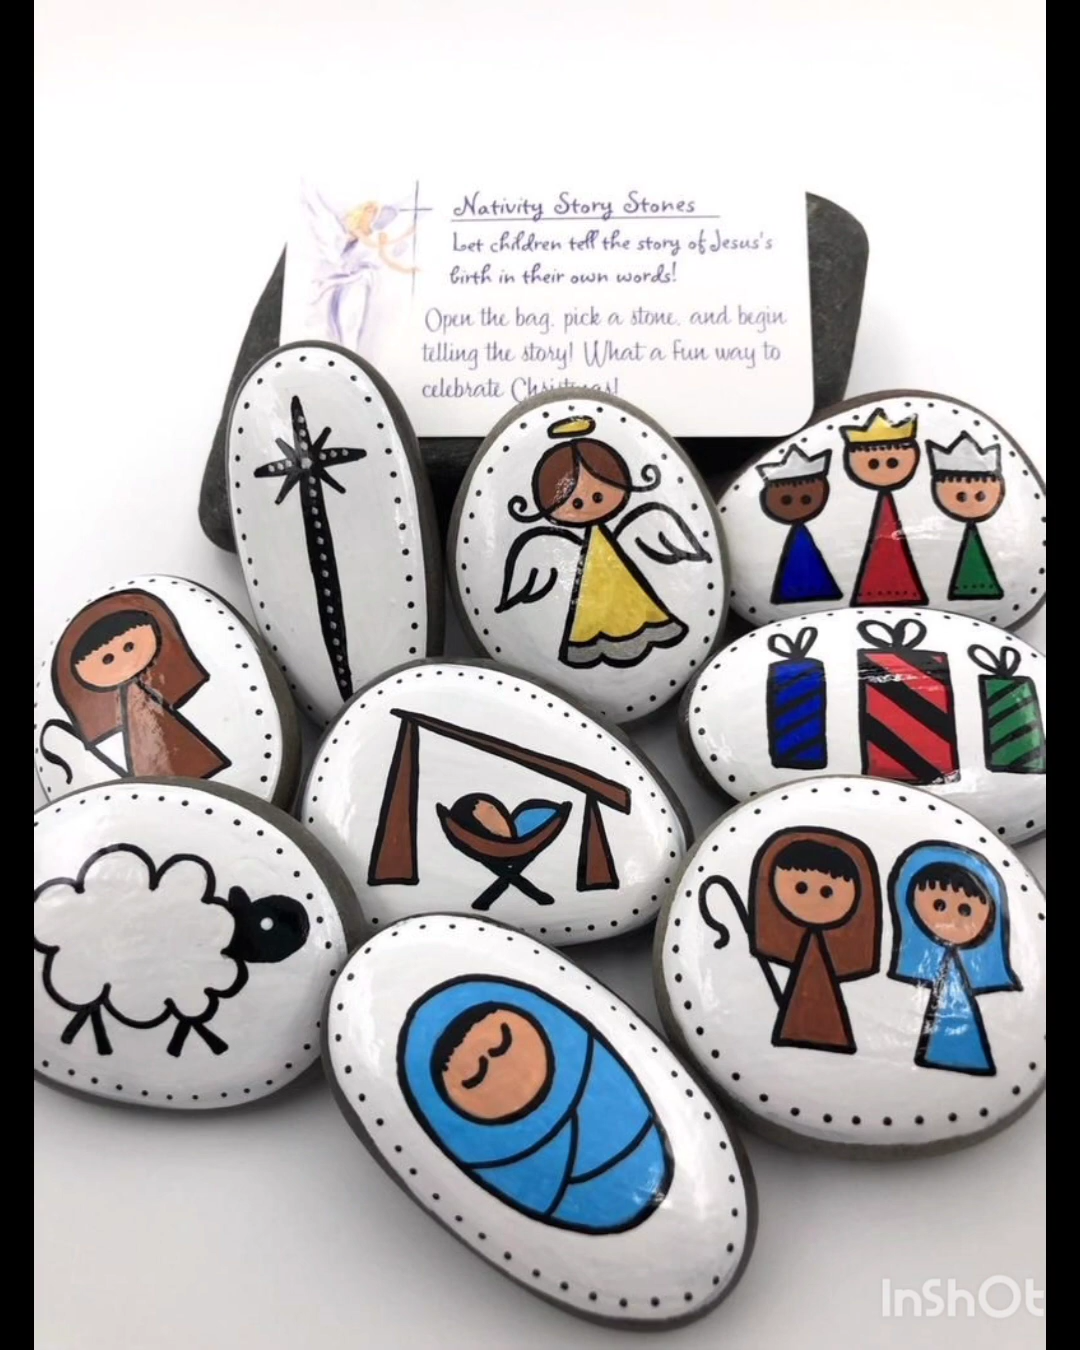 Nativity Story Stones
Let children tell the story of Jesus's
birth in their own words!
Open the bag, pick a stone, and begin
telling the story! What a fun way to
celebrate Christmas!
InShOt